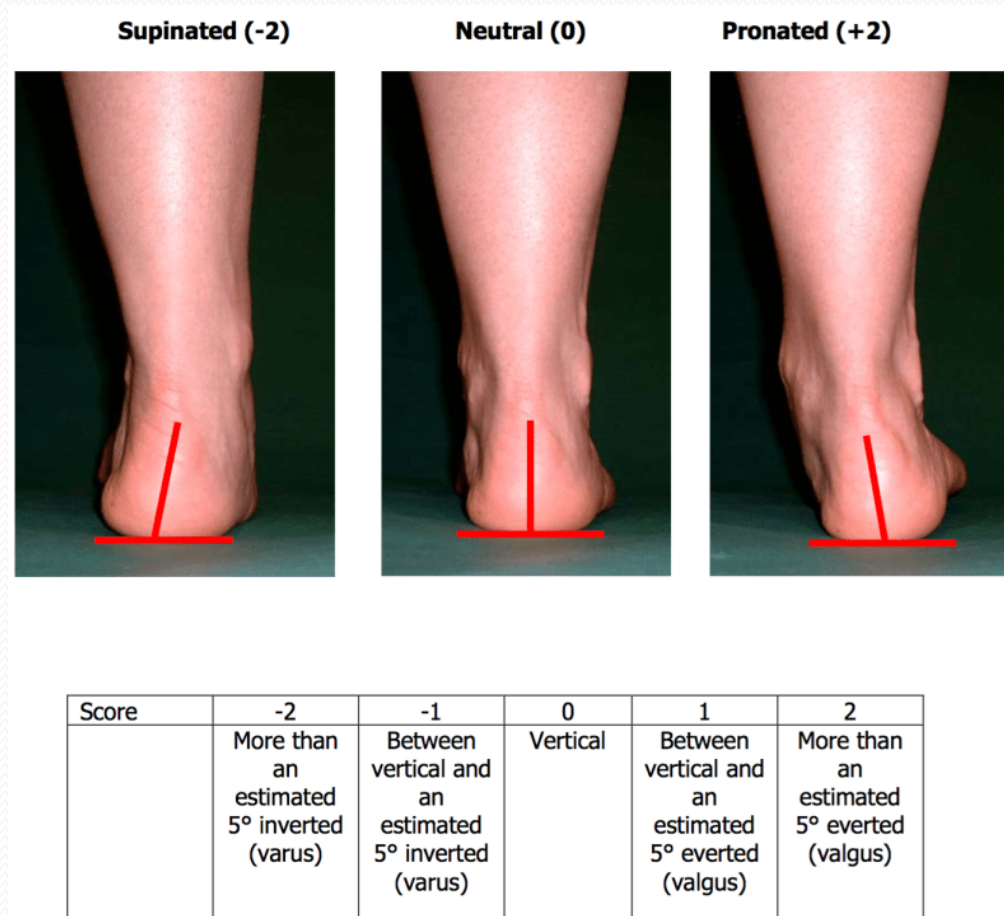 Supinated (-2) Neutral (0) Pronated (+2)
Score -2 -1 0 1 2
More than Between Vertical Between More than
an vertical and vertical and an
estimated an an estimated
5° inverted estimated estimated 5° everted
(varus) 5° inverted 5° everted (valgus)
(varus) (valgus)